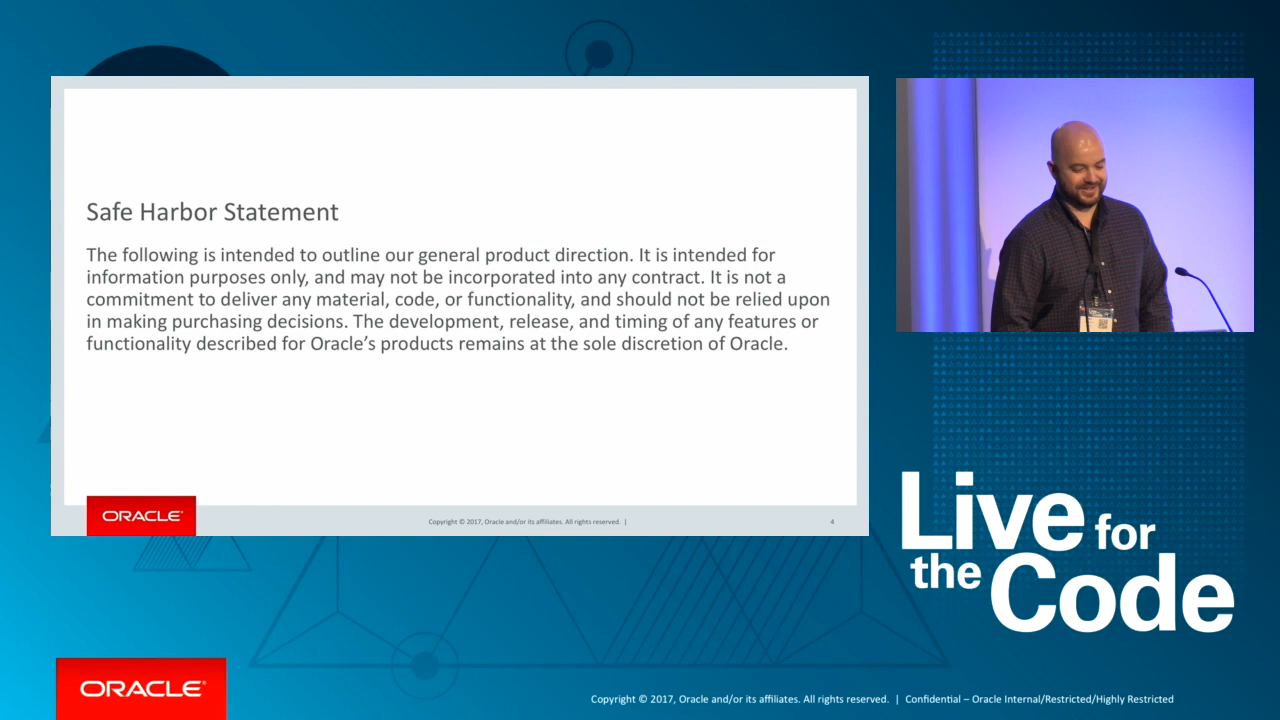 Safe Harbor Statement
The following is intended to outline our general product direction. It is intended for
information purposes only, and may not be incorporated into any contract. It is not a
commitment to deliver any material, code, or functionality, and should not be relied upon
in making purchasing decisions. The development, release, and timing of any features or
functionality described for Oracle’s products remains at the sole discretion of Oracle.
ORACLE®
Copyright © 2017, Oracle and/or its affiliates. All rights reserved. |
4
Live for
the Code
ORACLE®
Copyright © 2017, Oracle and/or its affiliates. All rights reserved. | Confidential – Oracle Internal/Restricted/Highly Restricted